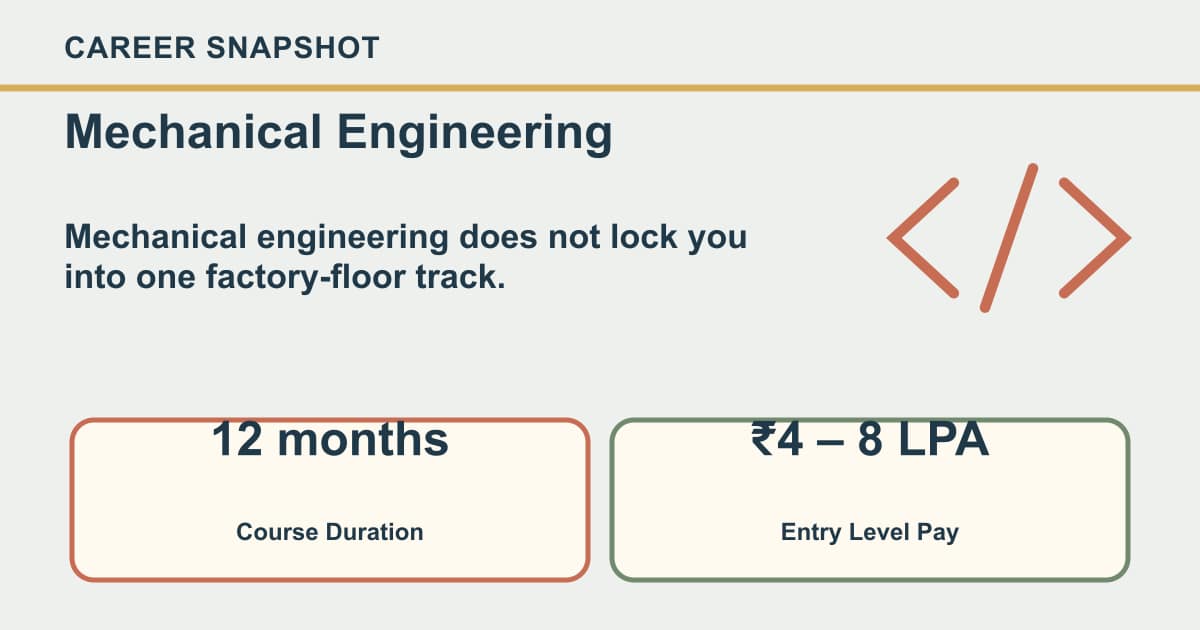 CAREER SNAPSHOT
Mechanical Engineering
Mechanical engineering does not lock you
into one factory-floor track.
12 months
Course Duration
₹4 – 8 LPA
Entry Level Pay